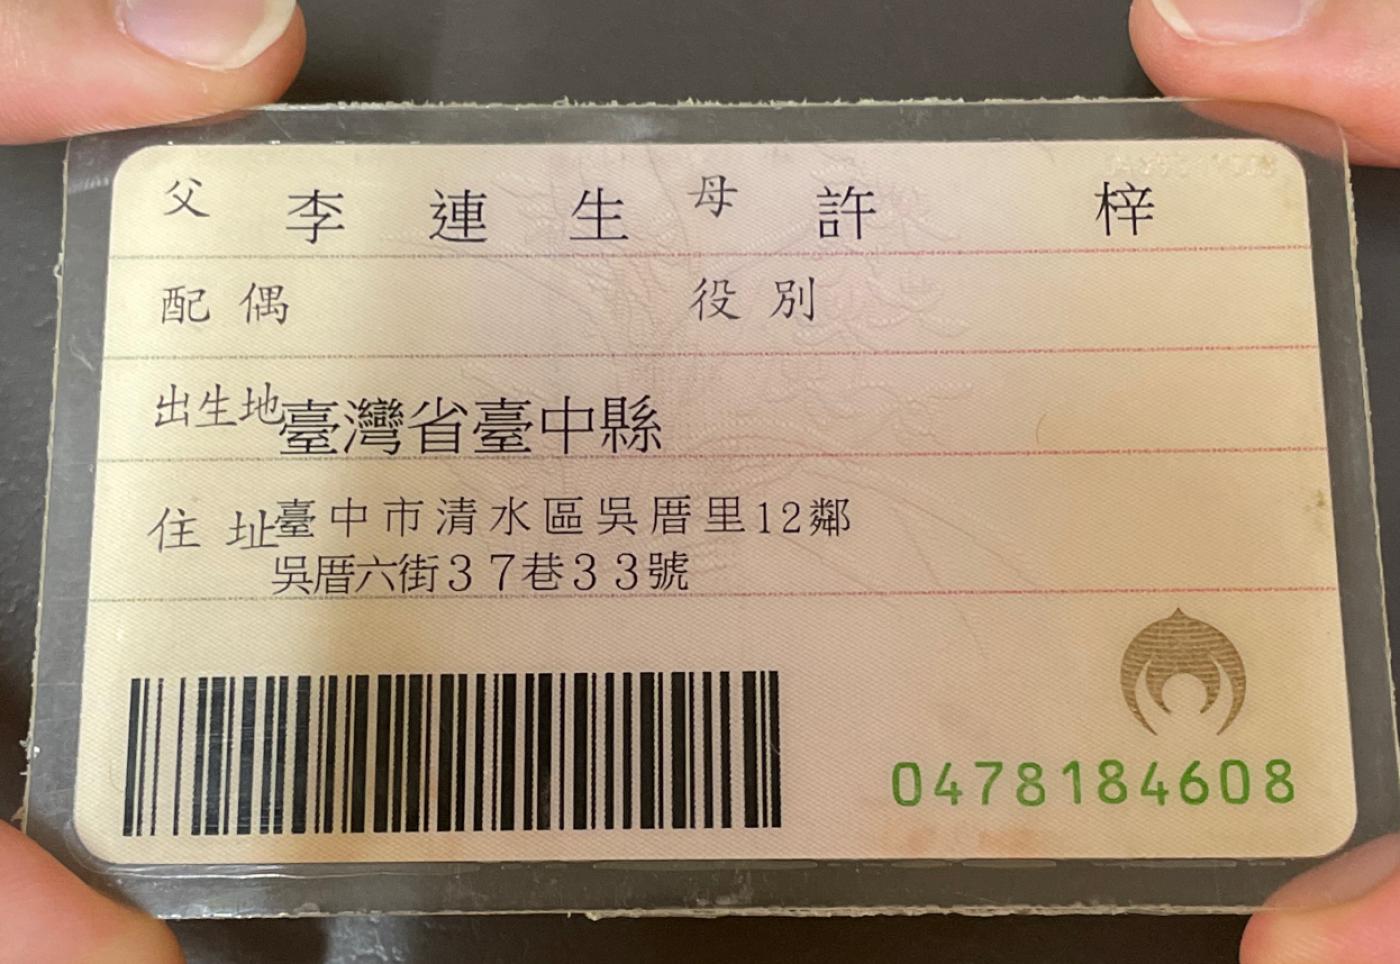 父 李連生 母 許梓
配偶 役別
出生地 臺灣省臺中縣
住址 臺中市清水區吳厝里12鄰
吳厝六街37巷33號
0478184608